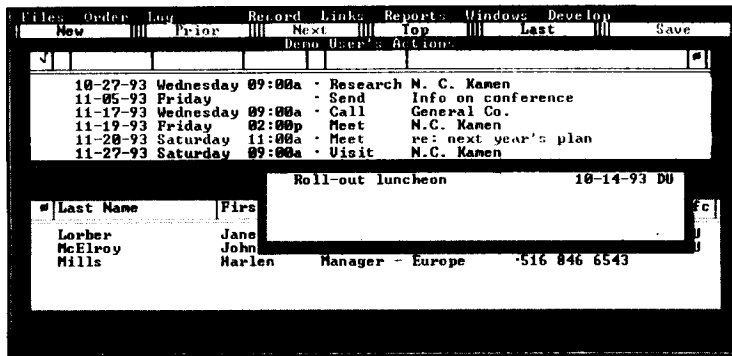 Files Order Log Record Links Reports Windows Develop
New Prior Next Top Last Save
Demo User's Actions
10-27-93 Wednesday 09:00a · Research N. C. Kamen
11-05-93 Friday · Send Info on conference
11-17-93 Wednesday 09:00a · Call General Co.
11-19-93 Friday 02:00p Meet N.C. Kamen
11-20-93 Saturday 11:00a · Meet re: next year's plan
11-27-93 Saturday 09:00a · Visit N.C. Kamen
Roll-out luncheon 10-14-93 DU
Last Name Firs fc
Lorber Jane
McElroy John
Mills Harlen Manager - Europe ·516 846 6543